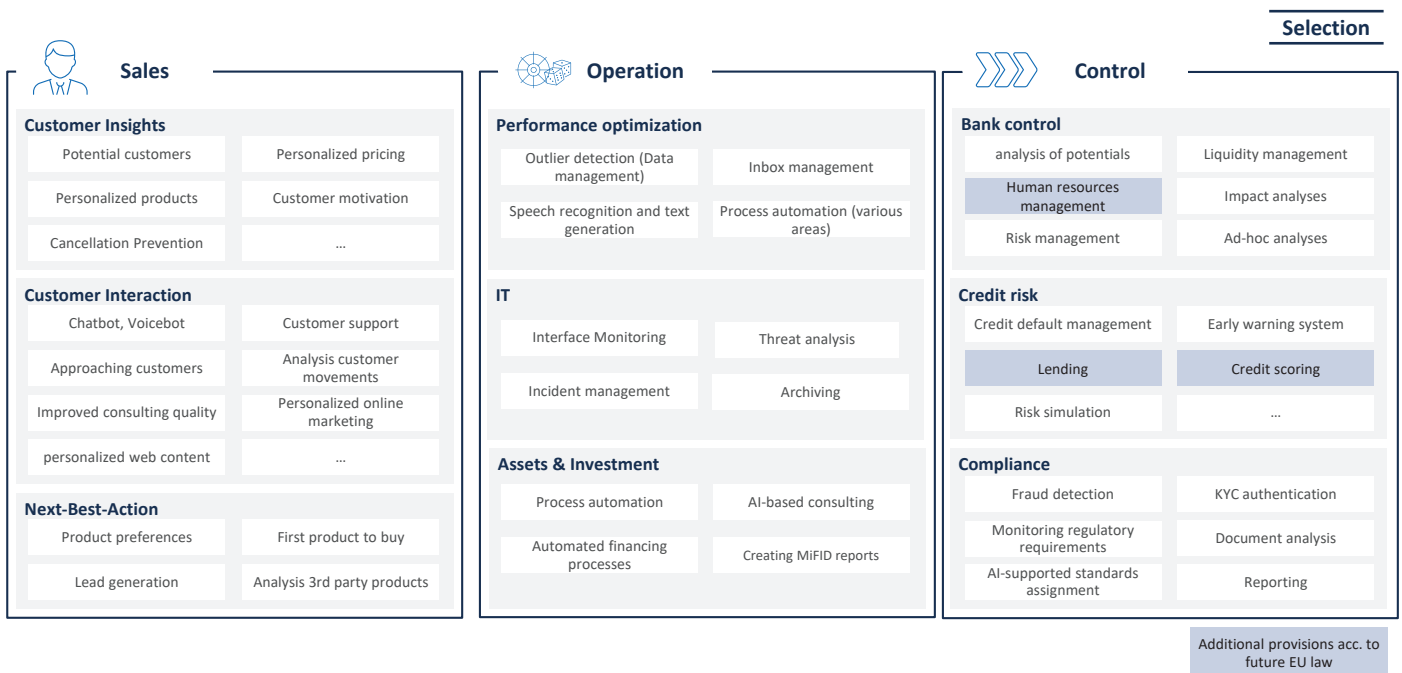 Selection
Sales
Customer Insights
Potential customers
Personalized pricing
Personalized products
Customer motivation
Cancellation Prevention
...
Customer Interaction
Chatbot, Voicebot
Customer support
Approaching customers
Analysis customer
movements
Improved consulting quality
Personalized online
marketing
personalized web content
...
Next-Best-Action
Product preferences
First product to buy
Lead generation
Analysis 3rd party products
Operation
Performance optimization
Outlier detection (Data
management)
Inbox management
Speech recognition and text
generation
Process automation (various
areas)
IT
Interface Monitoring
Threat analysis
Incident management
Archiving
Assets & Investment
Process automation
AI-based consulting
Automated financing
processes
Creating MiFID reports
Control
Bank control
analysis of potentials
Liquidity management
Human resources
management
Impact analyses
Risk management
Ad-hoc analyses
Credit risk
Credit default management
Early warning system
Lending
Credit scoring
Risk simulation
...
Compliance
Fraud detection
KYC authentication
Monitoring regulatory
requirements
Document analysis
AI-supported standards
assignment
Reporting
Additional provisions acc. to
future EU law